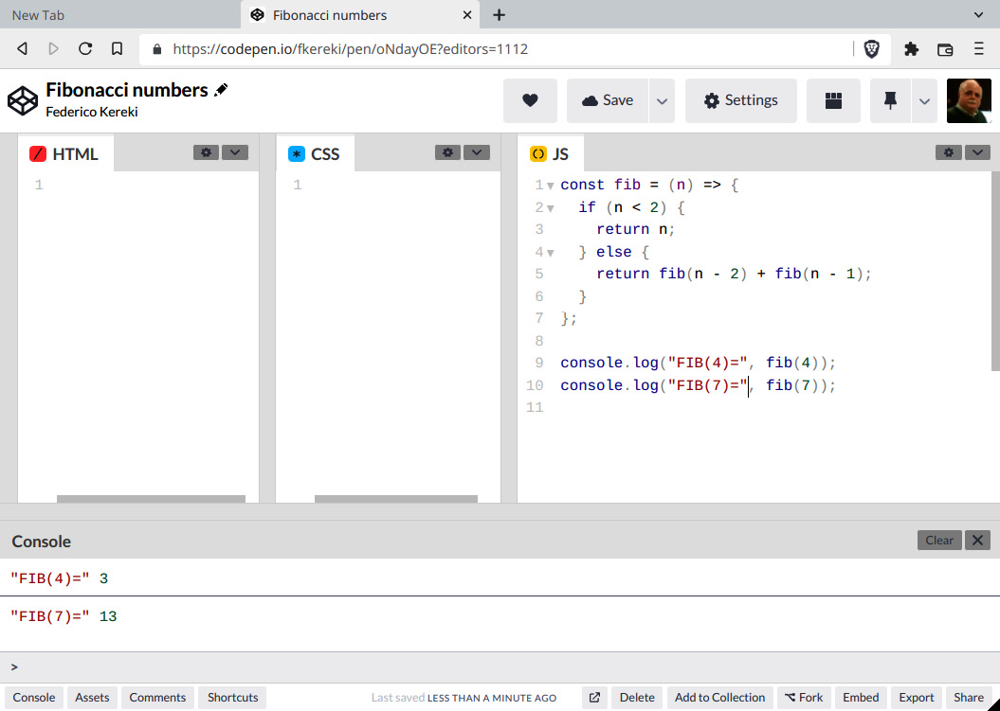 New Tab
Fibonacci numbers
https://codepen.io/fkereki/pen/oNdayOE?editors=1112
Fibonacci numbers
Federico Kereki
Save
Settings
HTML
CSS
JS
1
1
1 const fib = (n) => {
2 if (n < 2) {
3 return n;
4 } else {
5 return fib(n - 2) + fib(n - 1);
6 }
7 };
8
9 console.log("FIB(4)=", fib(4));
10 console.log("FIB(7)=", fib(7));
11
Console
Clear
"FIB(4)=" 3
"FIB(7)=" 13
>
Console Assets Comments Shortcuts Last saved LESS THAN A MINUTE AGO Delete Add to Collection Fork Embed Export Share